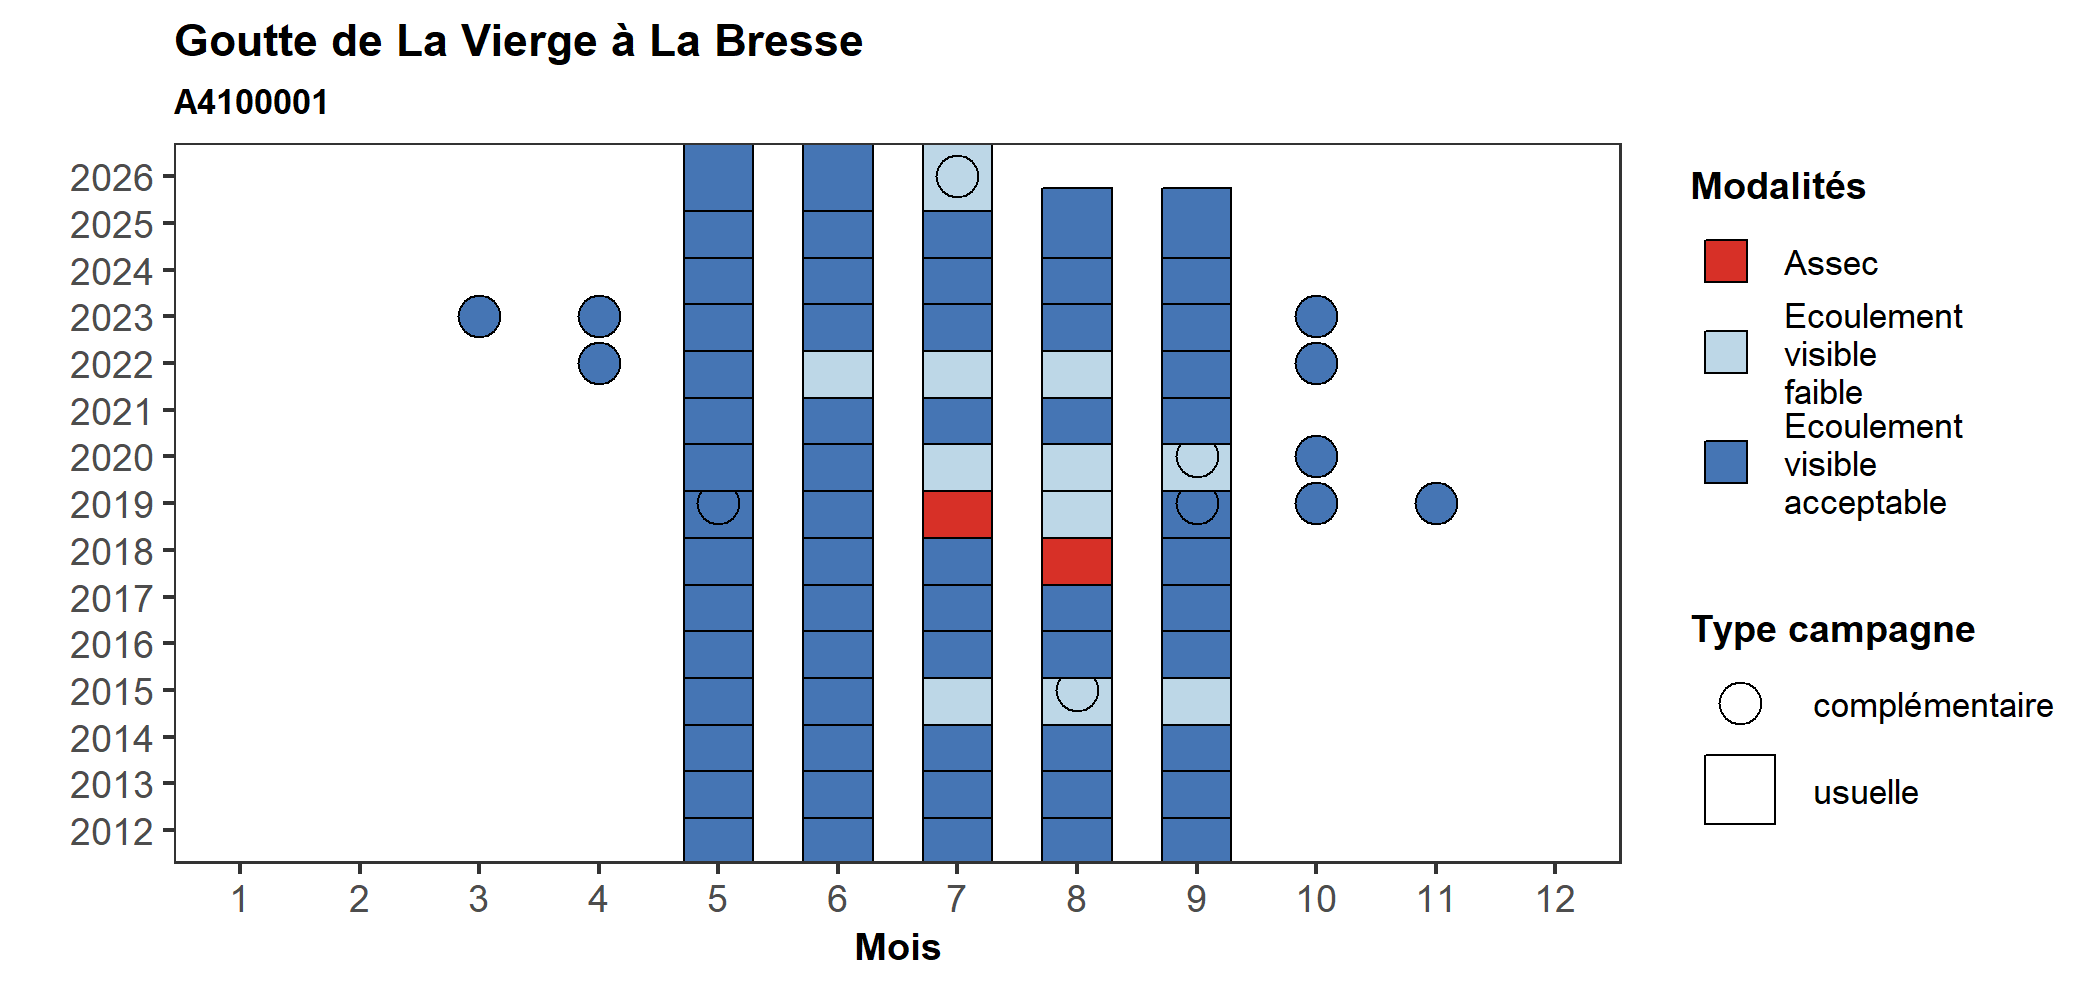 Goutte de La Vierge à La Bresse
A4100001
2026
2025
2024
2023
2022
2021
2020
2019
2018
2017
2016
2015
2014
2013
2012
1 2 3 4 5 6 7 8 9 10 11 12
Mois
Modalités
Assec
Ecoulement
visible
faible
Ecoulement
visible
acceptable
Type campagne
complémentaire
usuelle